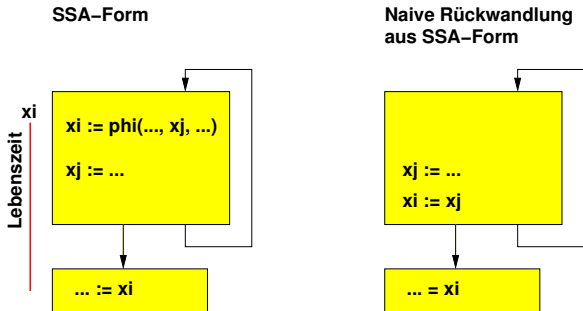 SSA–Form
xi
Lebenszeit
xi := phi(..., xj, ...)
xj := ...
... := xi
Naive Rückwandlung
aus SSA–Form
xj := ...
xi := xj
... = xi